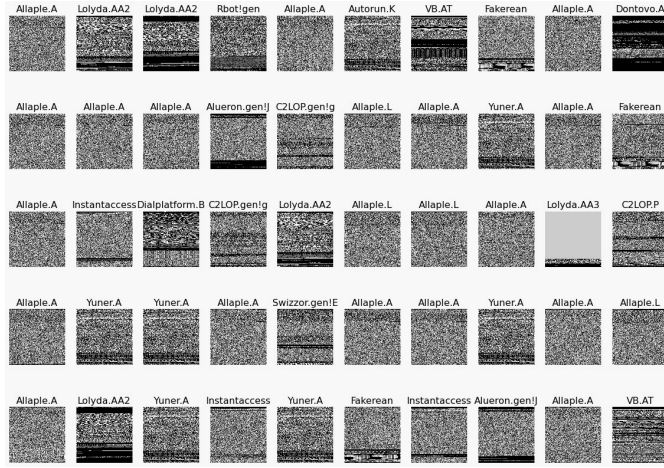 Allaple.A Lolyda.AA2 Lolyda.AA2 Rbot!gen Allaple.A Autorun.K VB.AT Fakerean Allaple.A Dontovo.A
Allaple.A Allaple.A Allaple.A Alueron.gen!J C2LOP.gen!g Allaple.L Allaple.A Yuner.A Allaple.A Fakerean
Allaple.A Instantaccess Dialplatform.B C2LOP.gen!g Lolyda.AA2 Allaple.L Allaple.L Allaple.A Lolyda.AA3 C2LOP.P
Allaple.A Yuner.A Yuner.A Allaple.A Swizzor.gen!E Allaple.A Allaple.A Yuner.A Allaple.A Allaple.L
Allaple.A Lolyda.AA2 Yuner.A Instantaccess Yuner.A Fakerean Instantaccess Alueron.gen!J Allaple.A VB.AT